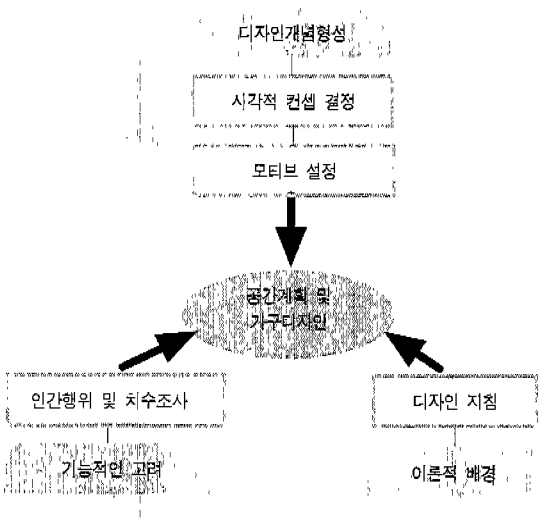 디자인개념형성
시각적 컨셉 결정
모티브 설정
공간계획 및
가구디자인
인간행위 및 치수조사
디자인 지침
기능적인 고려
이론적 배경